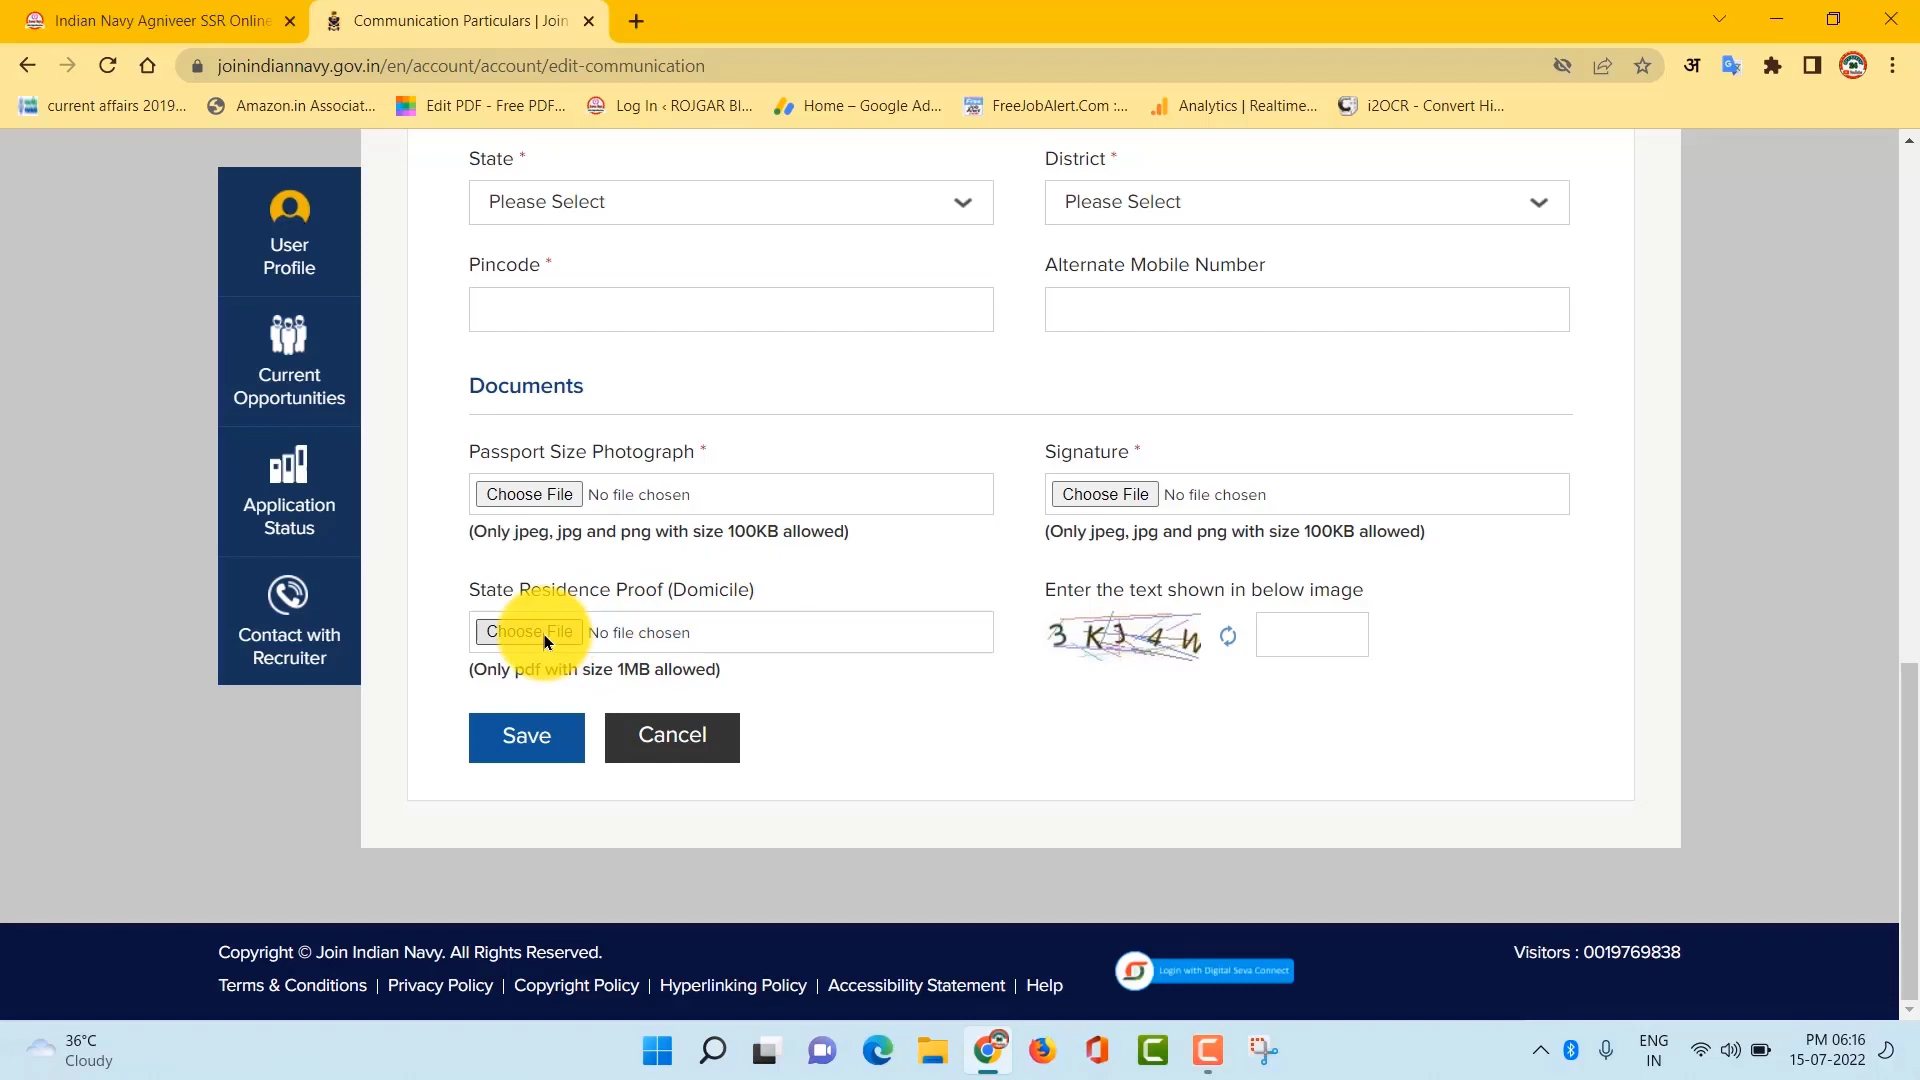 Indian Navy Agniveer SSR Online
Communication Particulars | Join
joinindiannavy.gov.in/en/account/account/edit-communication
अ
current affairs 2019...
Amazon.in Associat...
Edit PDF - Free PDF...
Log In ‹ ROJGAR BI...
Home – Google Ad...
FreeJobAlert.Com :...
Analytics | Realtime...
i2OCR - Convert Hi...
User
Profile
Current
Opportunities
Application
Status
Contact with
Recruiter
State *
District *
Please Select
Please Select
Pincode *
Alternate Mobile Number
Documents
Passport Size Photograph *
Signature *
Choose File No file chosen
Choose File No file chosen
(Only jpeg, jpg and png with size 100KB allowed)
(Only jpeg, jpg and png with size 100KB allowed)
State Residence Proof (Domicile)
Enter the text shown in below image
Choose File No file chosen
(Only pdf with size 1MB allowed)
Save
Cancel
Copyright © Join Indian Navy. All Rights Reserved.
Visitors : 0019769838
Terms & Conditions | Privacy Policy | Copyright Policy | Hyperlinking Policy | Accessibility Statement | Help
Login with Digital Seva Connect
36°C
Cloudy
ENG
IN
PM 06:16
15-07-2022